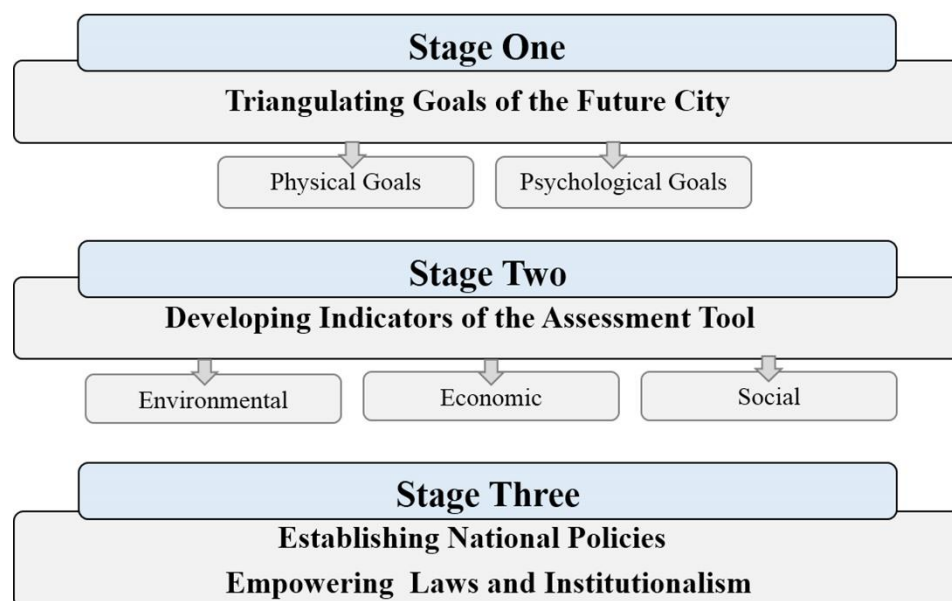 Stage One
Triangulating Goals of the Future City
Physical Goals
Psychological Goals
Stage Two
Developing Indicators of the Assessment Tool
Environmental
Economic
Social
Stage Three
Establishing National Policies
Empowering Laws and Institutionalism